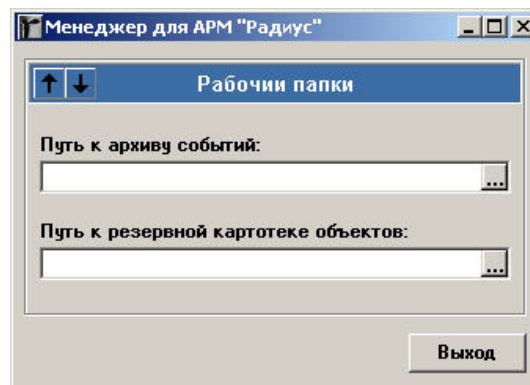 Менеджер для АРМ "Радиус"
Рабочии папки
Путь к архиву событий:
...
Путь к резервной картотеке объектов:
...
Выход